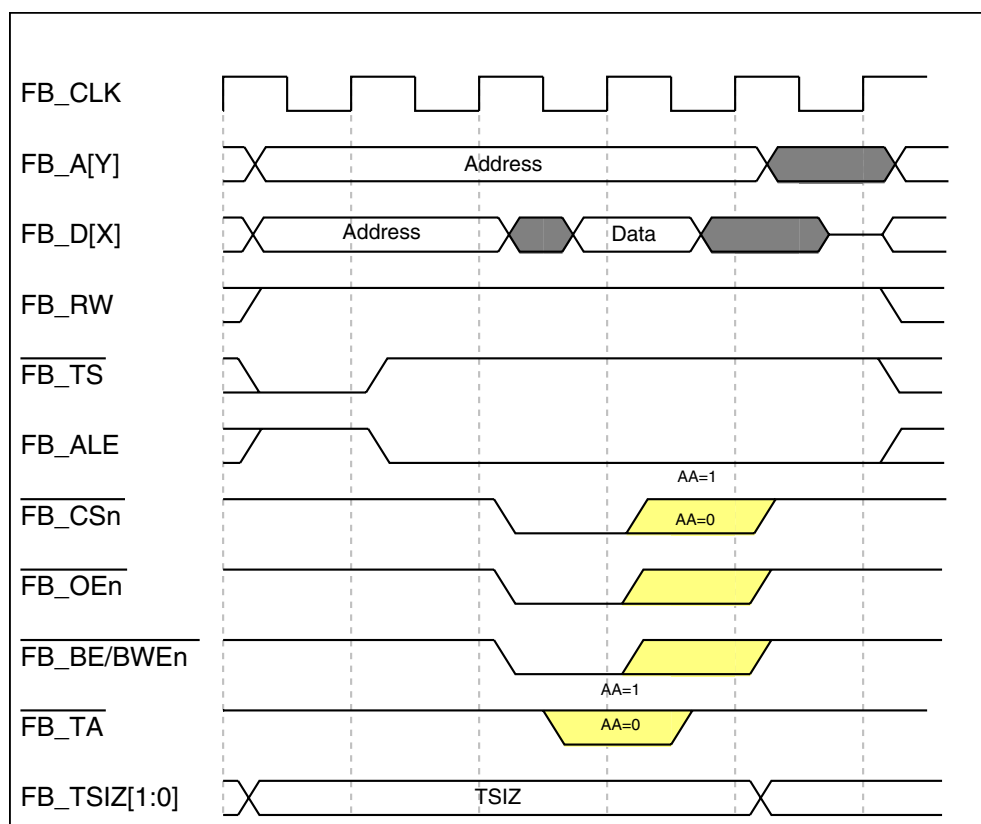 FB_CLK
FB_A[Y] Address
FB_D[X] Address Data
FB_RW
FB_TS
FB_ALE
AA=1
FB_CSn AA=0
FB_OEn
FB_BE/BWEn
AA=1
FB_TA AA=0
FB_TSIZ[1:0] TSIZ